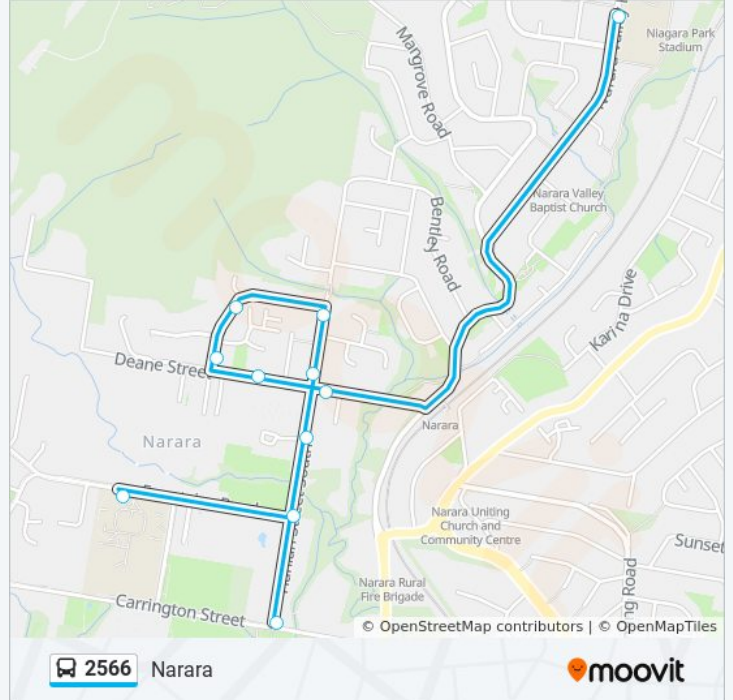 Niagara Park
Stadium
Mangrove Road
Narara Valley
Baptist Church
Bentley Road
Karina Drive
Deane Street
Narara
Narara
Narara Uniting
Church and
Community Centre
Sunset
Narara Rural
Fire Brigade
Carrington Street
© OpenStreetMap contributors | © OpenMapTiles
2566 Narara
moovit